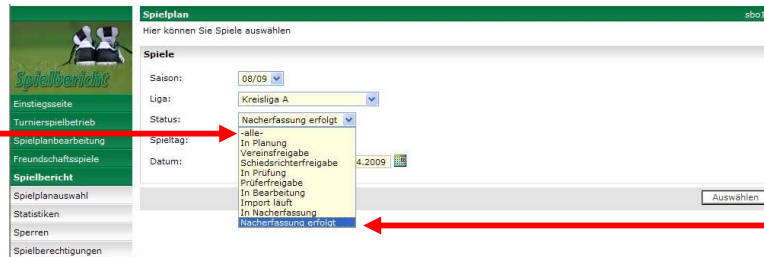 Spielplan sbo1
Hier können Sie Spiele auswählen
Spiele
Spielbericht
Saison: 08/09
Liga: Kreisliga A
Status: Nacherfassung erfolgt
-alle-
In Planung
Vereinsfreigabe
Schiedsrichterfreigabe
In Prüfung
Prüferfreigabe
In Bearbeitung
Import läuft
In Nacherfassung
Nacherfassung erfolgt
Spieltag:
Datum: 4.2009
Auswählen
Einstiegsseite
Turnierspielbetrieb
Spielplanbearbeitung
Freundschaftsspiele
Spielbericht
Spielplanauswahl
Statistiken
Sperren
Spielberechtigungen